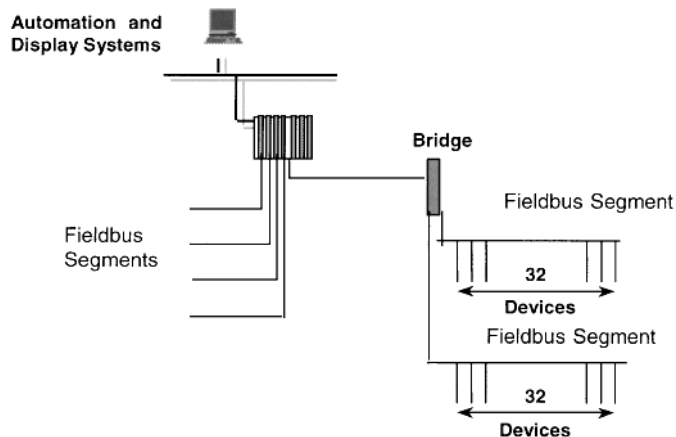 Automation and
Display Systems
Bridge
Fieldbus Segment
Fieldbus
Segments
32
Devices
Fieldbus Segment
32
Devices